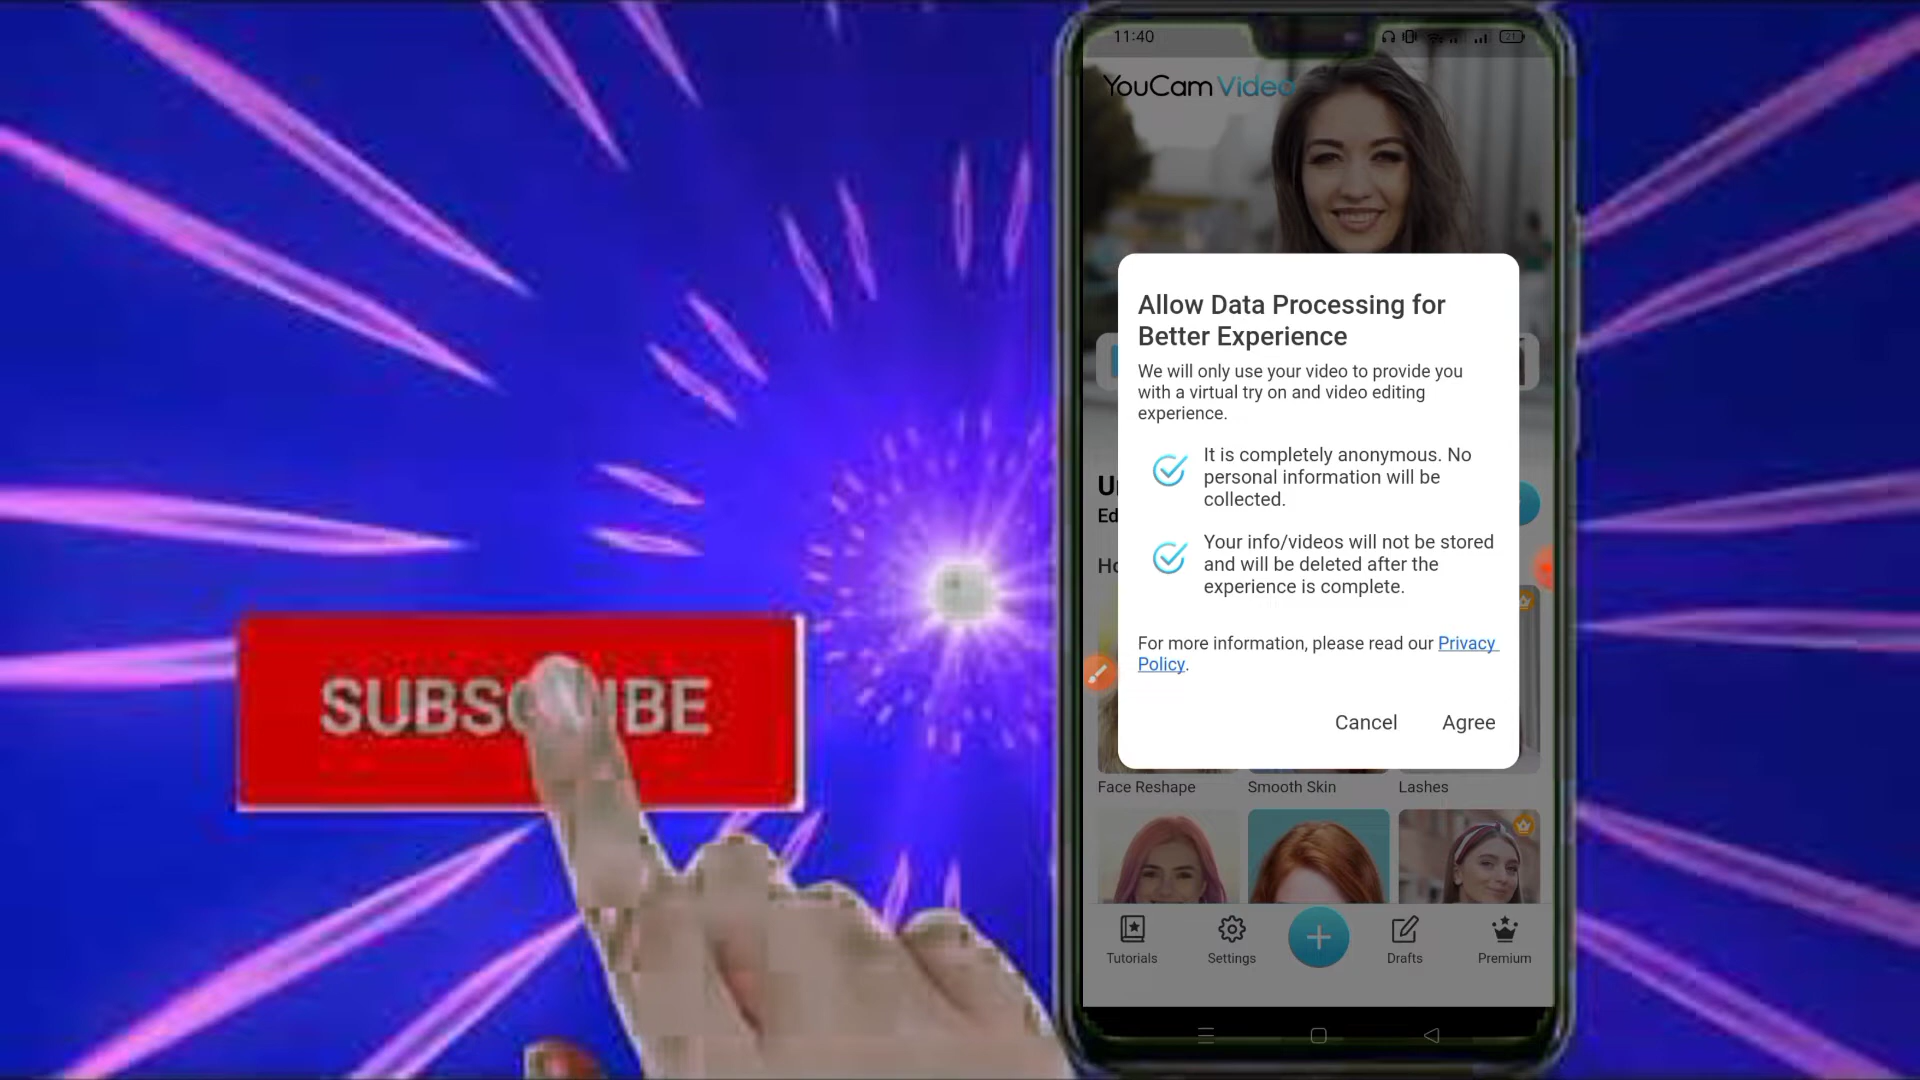 SUBSCRIBE
11:40
21
YouCam Video
Allow Data Processing for
Better Experience
We will only use your video to provide you
with a virtual try on and video editing
experience.
It is completely anonymous. No
personal information will be
collected.
Your info/videos will not be stored
and will be deleted after the
experience is complete.
For more information, please read our Privacy
Policy.
Cancel Agree
Face Reshape Smooth Skin Lashes
Tutorials Settings Drafts Premium